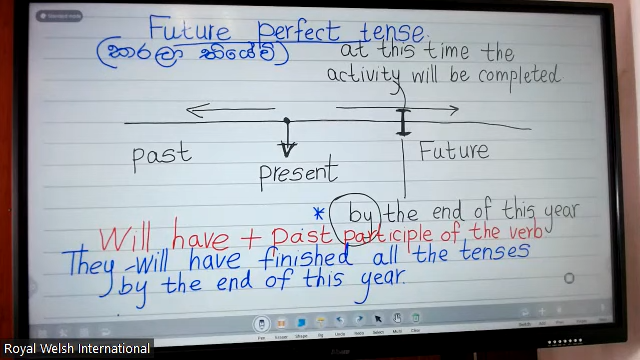 Future perfect tense.
(කරලා තියේවි)
at this time the
activity will be completed
past
present
Future
* by the end of this year
Will have + past participle of the verb
They will have finished all the tenses
by the end of this year.
Royal Welsh International